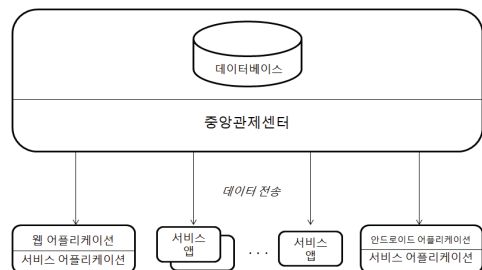 데이터베이스
중앙관제센터
데이터 전송
웹 어플리케이션
서비스 어플리케이션
서비스
앱
. . .
서비스
앱
안드로이드 어플리케이션
서비스 어플리케이션